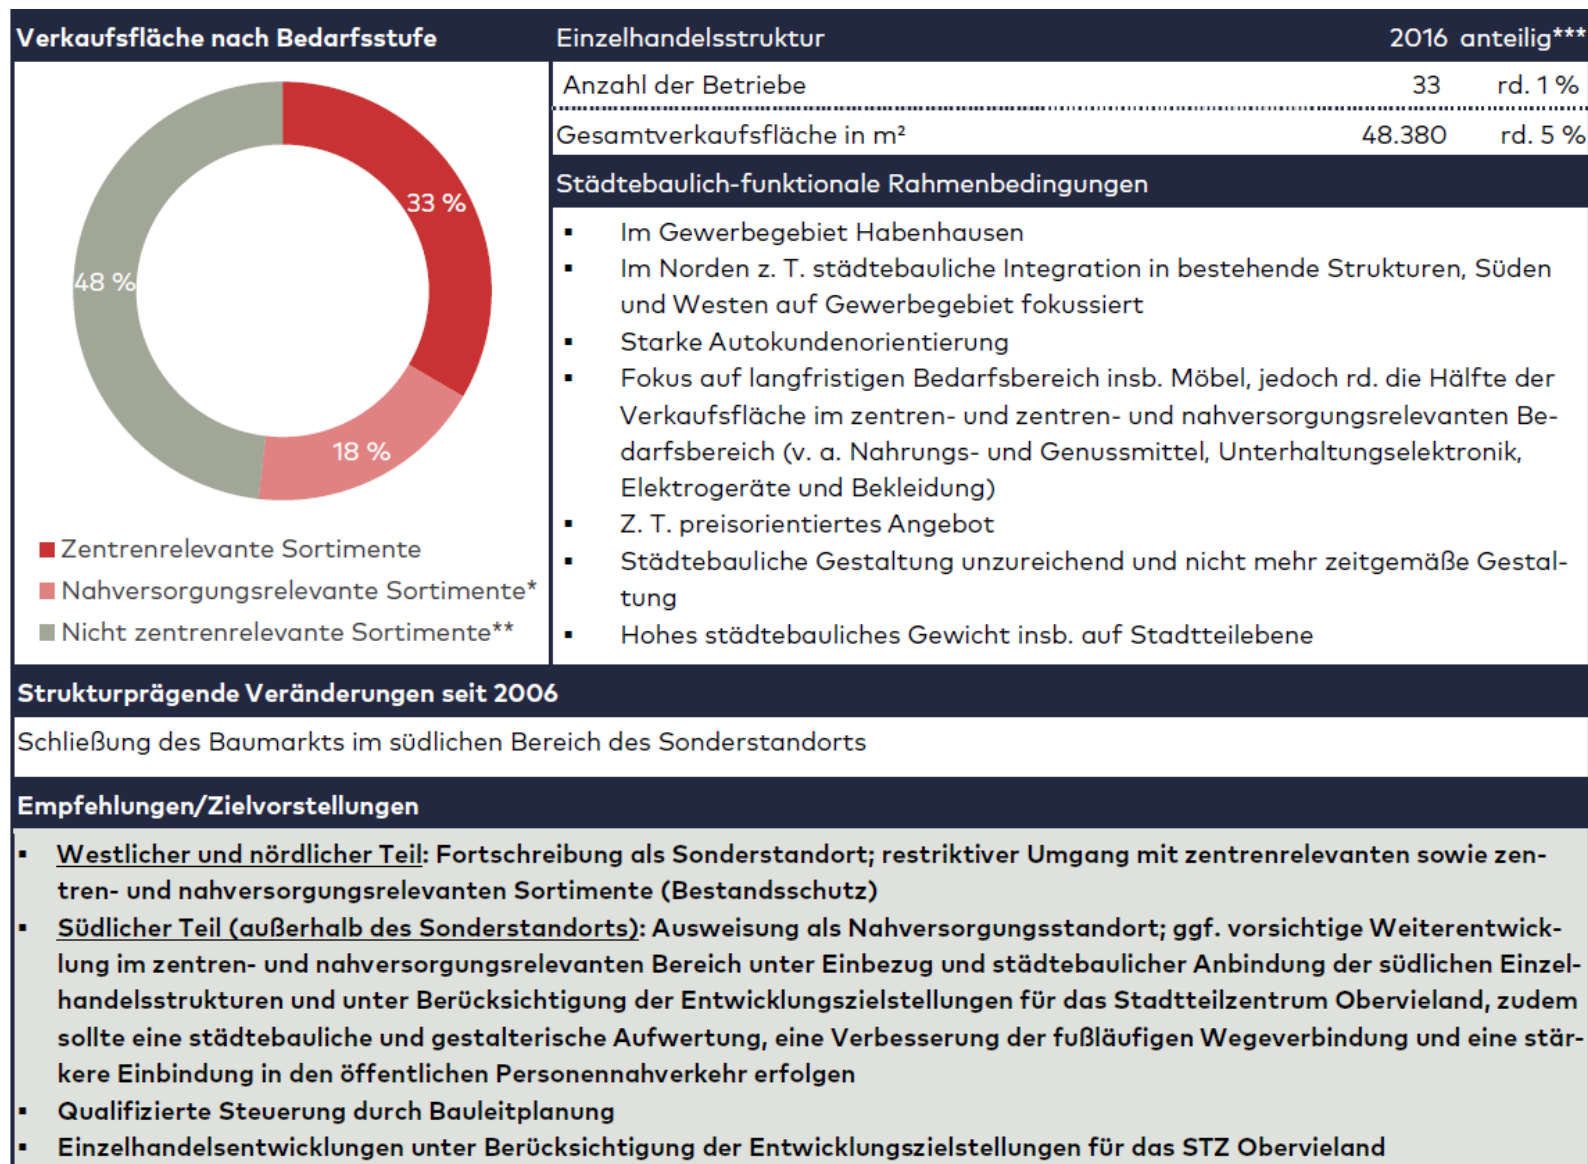 Verkaufsfläche nach Bedarfsstufe
33 %
48 %
18 %
Zentrenrelevante Sortimente
Nahversorgungsrelevante Sortimente*
Nicht zentrenrelevante Sortimente**
Einzelhandelsstruktur 2016 anteilig***
Anzahl der Betriebe 33 rd. 1 %
Gesamtverkaufsfläche in m² 48.380 rd. 5 %
Städtebaulich-funktionale Rahmenbedingungen
▪ Im Gewerbegebiet Habenhausen
▪ Im Norden z. T. städtebauliche Integration in bestehende Strukturen, Süden
und Westen auf Gewerbegebiet fokussiert
▪ Starke Autokundenorientierung
▪ Fokus auf langfristigen Bedarfsbereich insb. Möbel, jedoch rd. die Hälfte der
Verkaufsfläche im zentren- und zentren- und nahversorgungsrelevanten Be-
darfsbereich (v. a. Nahrungs- und Genussmittel, Unterhaltungselektronik,
Elektrogeräte und Bekleidung)
▪ Z. T. preisorientiertes Angebot
▪ Städtebauliche Gestaltung unzureichend und nicht mehr zeitgemäße Gestal-
tung
▪ Hohes städtebauliches Gewicht insb. auf Stadtteilebene
Strukturprägende Veränderungen seit 2006
Schließung des Baumarkts im südlichen Bereich des Sonderstandorts
Empfehlungen/Zielvorstellungen
▪ Westlicher und nördlicher Teil: Fortschreibung als Sonderstandort; restriktiver Umgang mit zentrenrelevanten sowie zen-
tren- und nahversorgungsrelevanten Sortimente (Bestandsschutz)
▪ Südlicher Teil (außerhalb des Sonderstandorts): Ausweisung als Nahversorgungsstandort; ggf. vorsichtige Weiterentwick-
lung im zentren- und nahversorgungsrelevanten Bereich unter Einbezug und städtebaulicher Anbindung der südlichen Einzel-
handelsstrukturen und unter Berücksichtigung der Entwicklungszielstellungen für das Stadtteilzentrum Obervieland, zudem
sollte eine städtebauliche und gestalterische Aufwertung, eine Verbesserung der fußläufigen Wegeverbindung und eine stär-
kere Einbindung in den öffentlichen Personennahverkehr erfolgen
▪ Qualifizierte Steuerung durch Bauleitplanung
▪ Einzelhandelsentwicklungen unter Berücksichtigung der Entwicklungszielstellungen für das STZ Obervieland